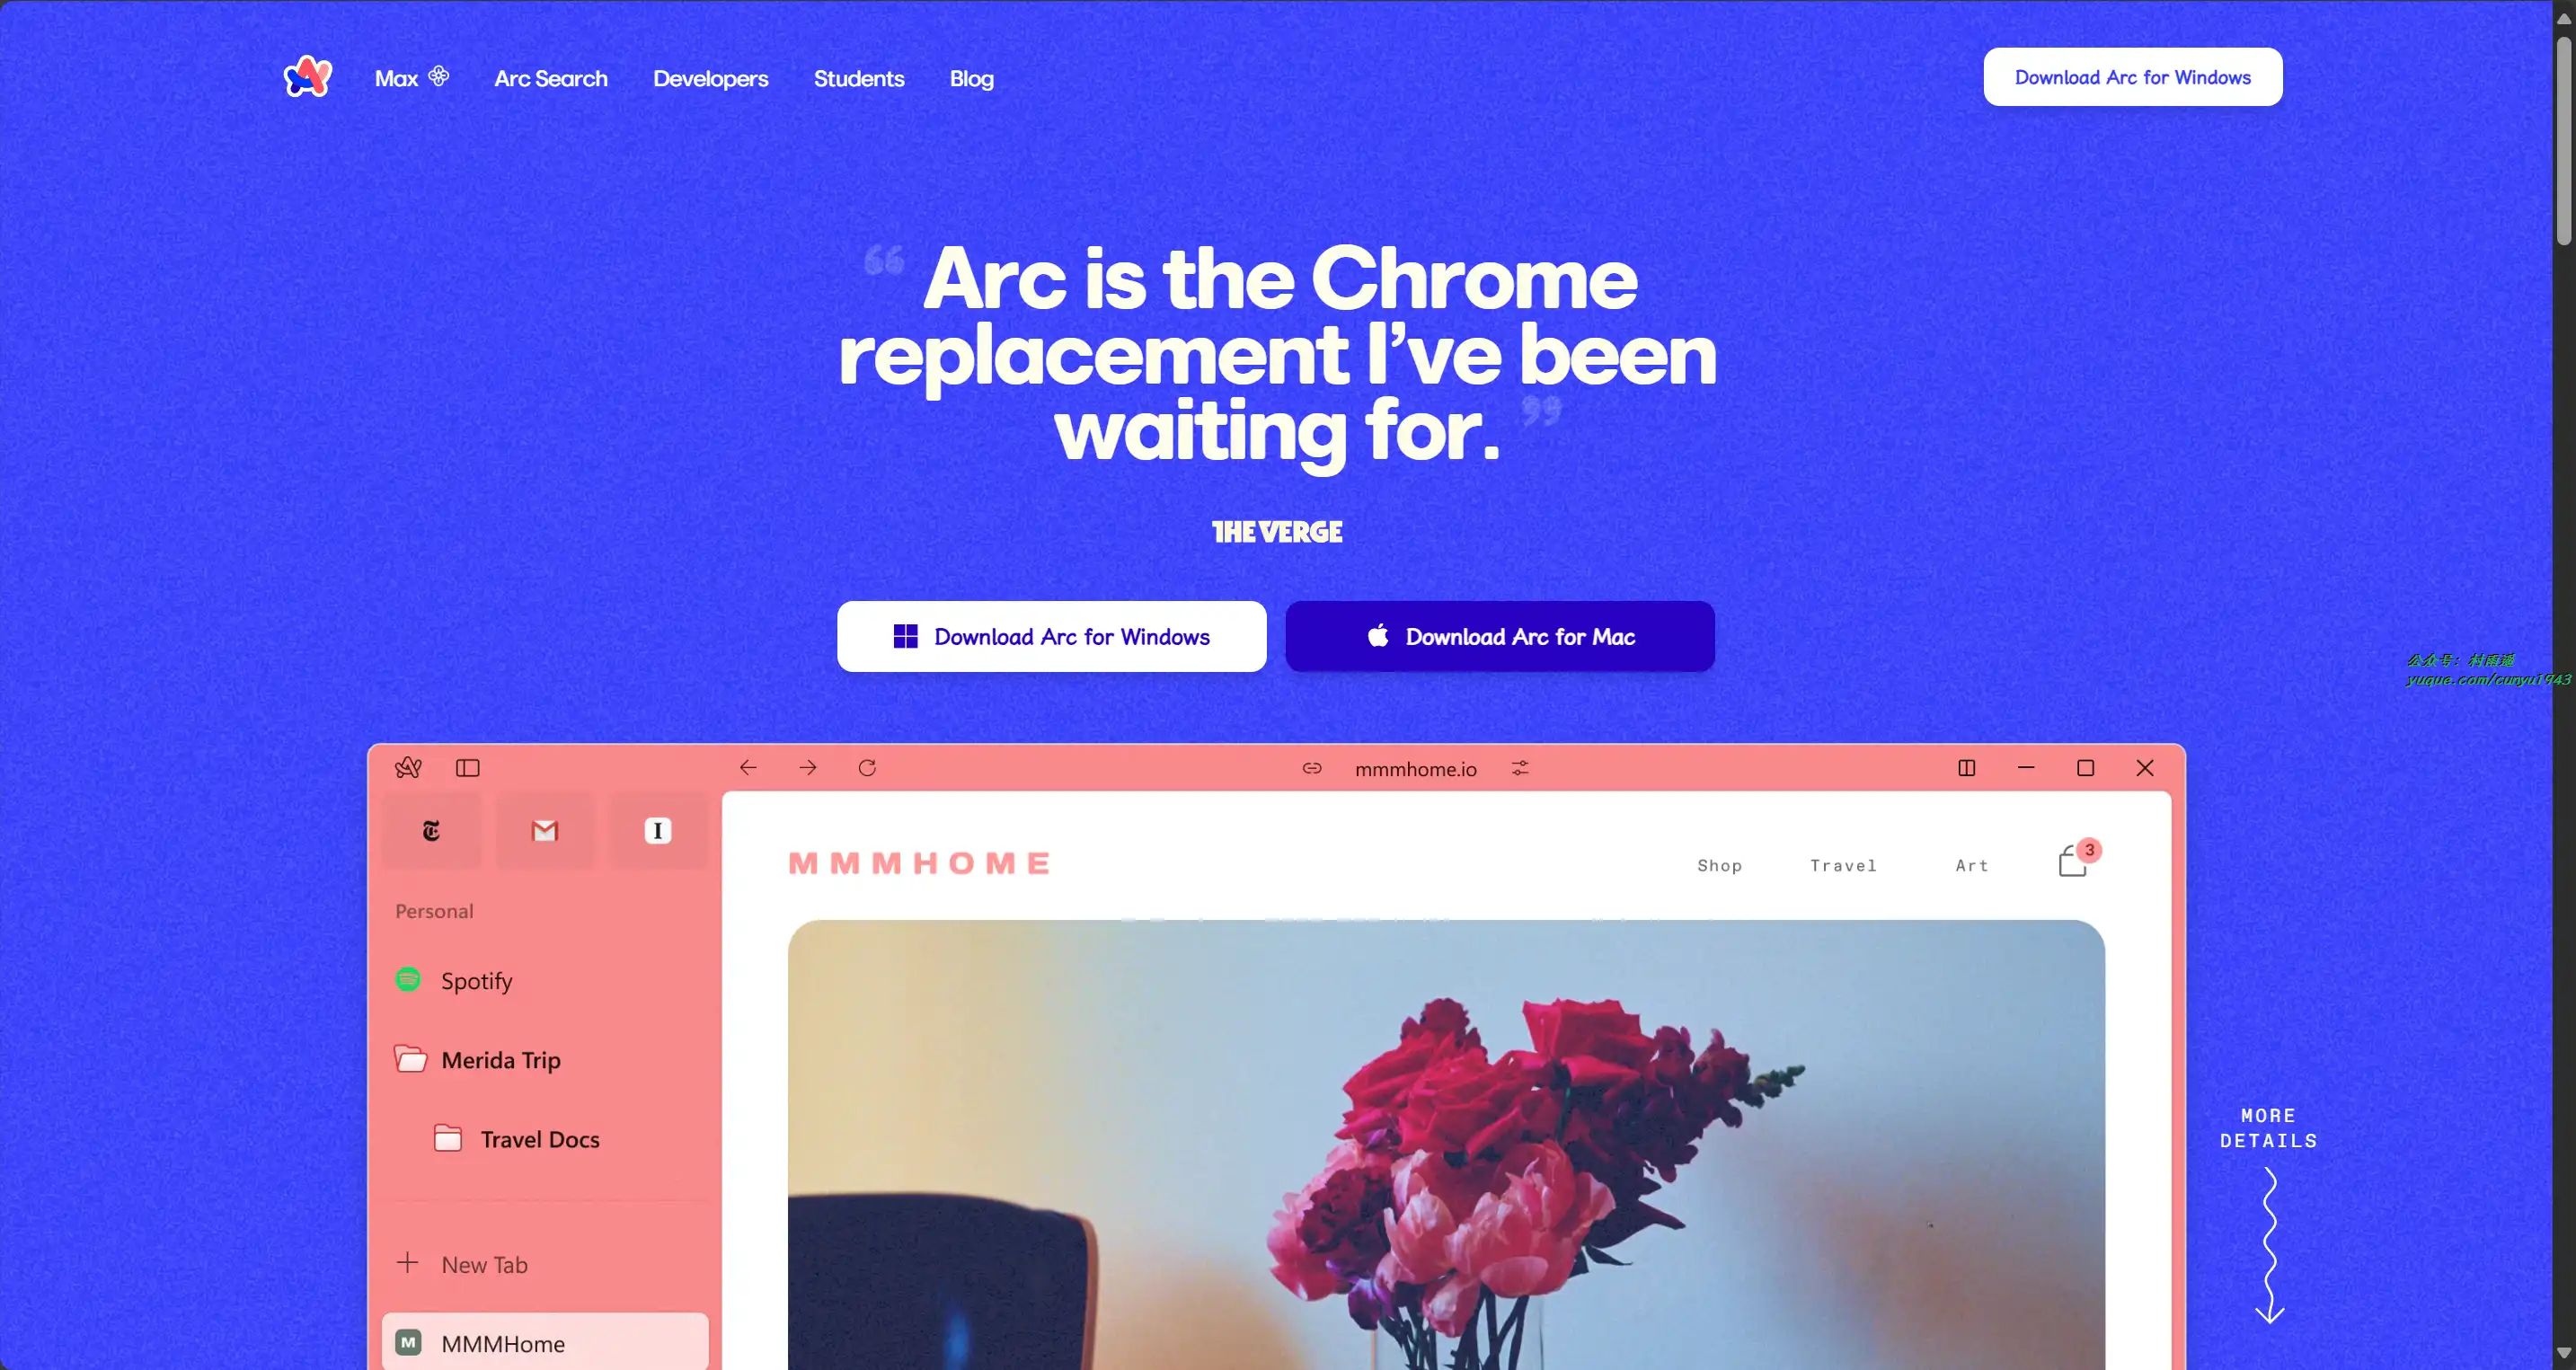 Max
Arc Search
Developers
Students
Blog
Download Arc for Windows
“ Arc is the Chrome
replacement I’ve been
waiting for. ”
THE VERGE
Download Arc for Windows
Download Arc for Mac
公众号：村雨遥
yuque.com/cunyu1943
mmmhome.io
I
MMMHOME
Shop
Travel
Art
3
Personal
Spotify
Merida Trip
Travel Docs
MORE
DETAILS
New Tab
M
MMMHome